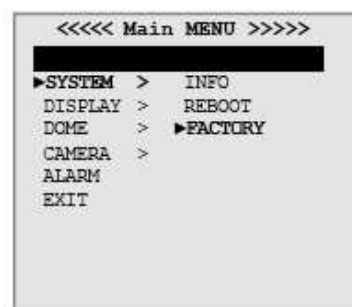 <<<<< Main MENU >>>>>
►SYSTEM > INFO
DISPLAY > REBOOT
DOME > ►FACTORY
CAMERA >
ALARM
EXIT